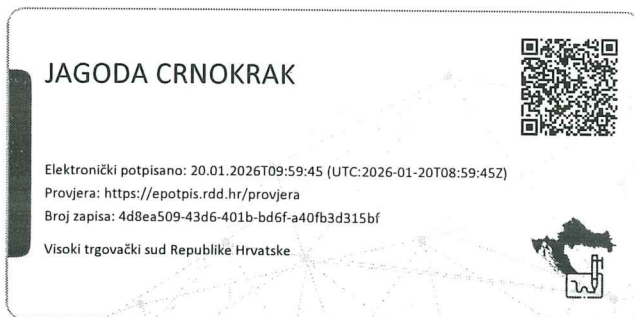 JAGODA CRNOKRAK
Elektronički potpisano: 20.01.2026T09:59:45 (UTC:2026-01-20T08:59:45Z)
Provjera: https://epotpis.rdd.hr/provjera
Broj zapisa: 4d8ea509-43d6-401b-bd6f-a40fb3d315bf
Visoki trgovački sud Republike Hrvatske